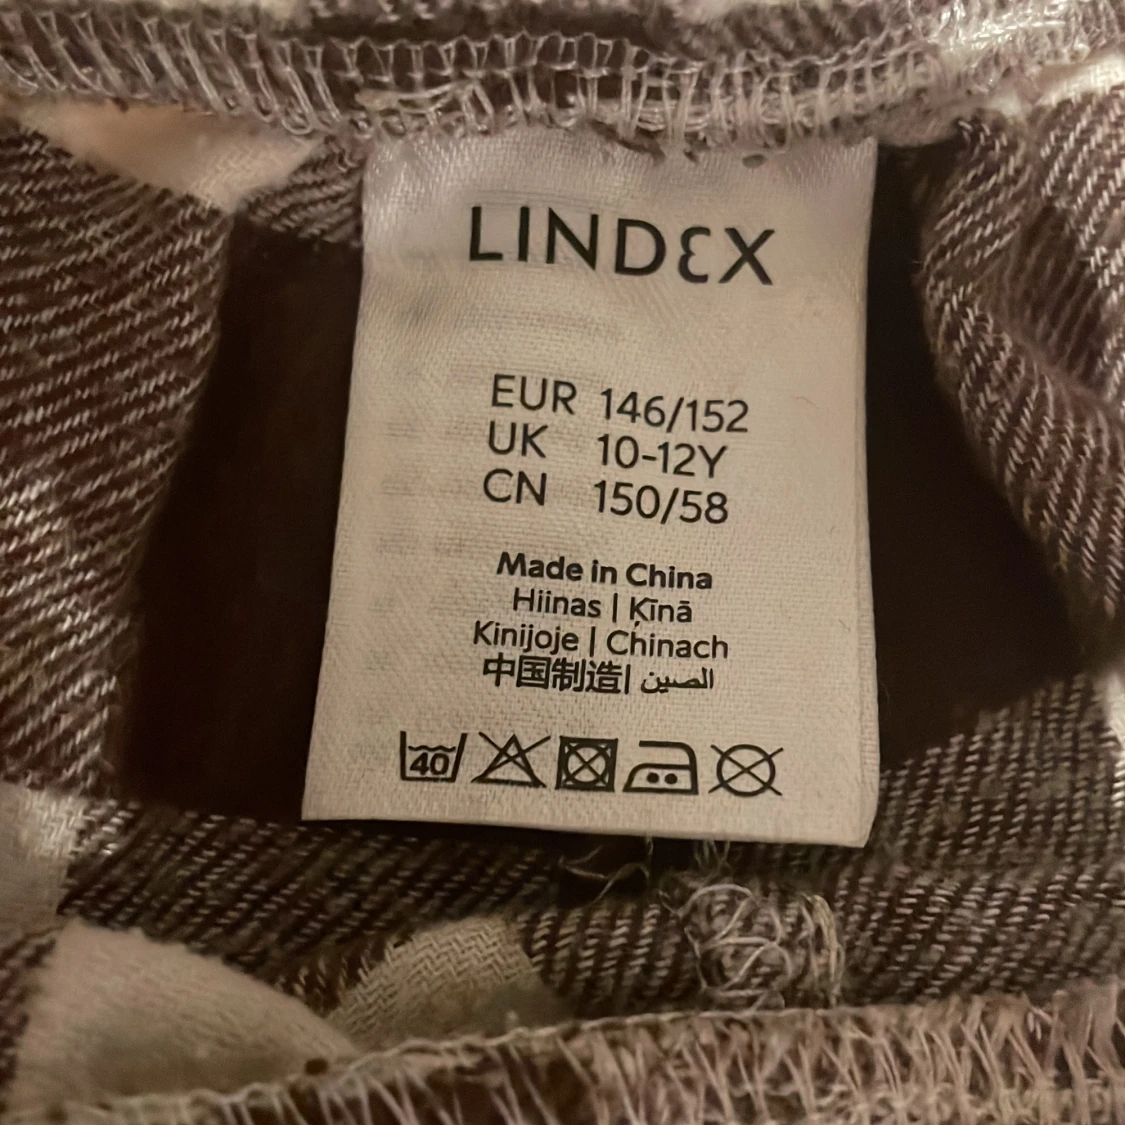 LINDEX
EUR 146/152
UK 10-12Y
CN 150/58
Made in China
Hiinas | Ķīnā
Kinijoje | Chinach
中国制造| الصين
40